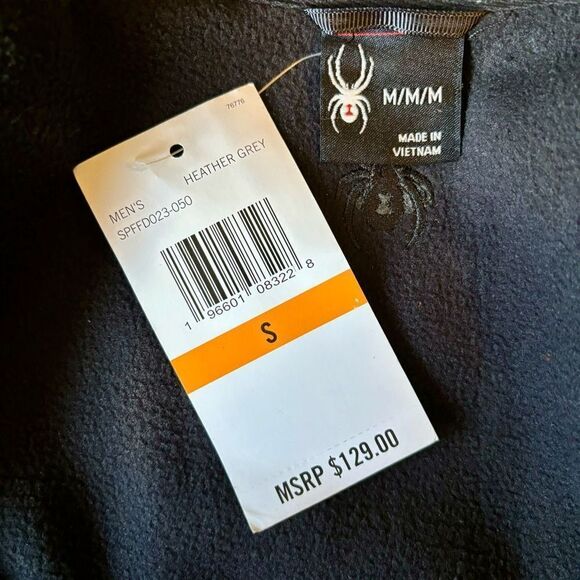 76776
MEN'S HEATHER GREY
SPFFD023-050
1 96601 08322 8
S
MSRP $129.00
M/M/M
MADE IN
VIETNAM